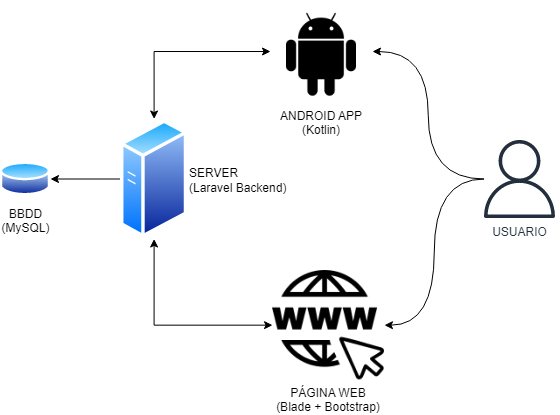 ANDROID APP
(Kotlin)
SERVER
(Laravel Backend)
BBDD
(MySQL)
USUARIO
WWW
PÁGINA WEB
(Blade + Bootstrap)